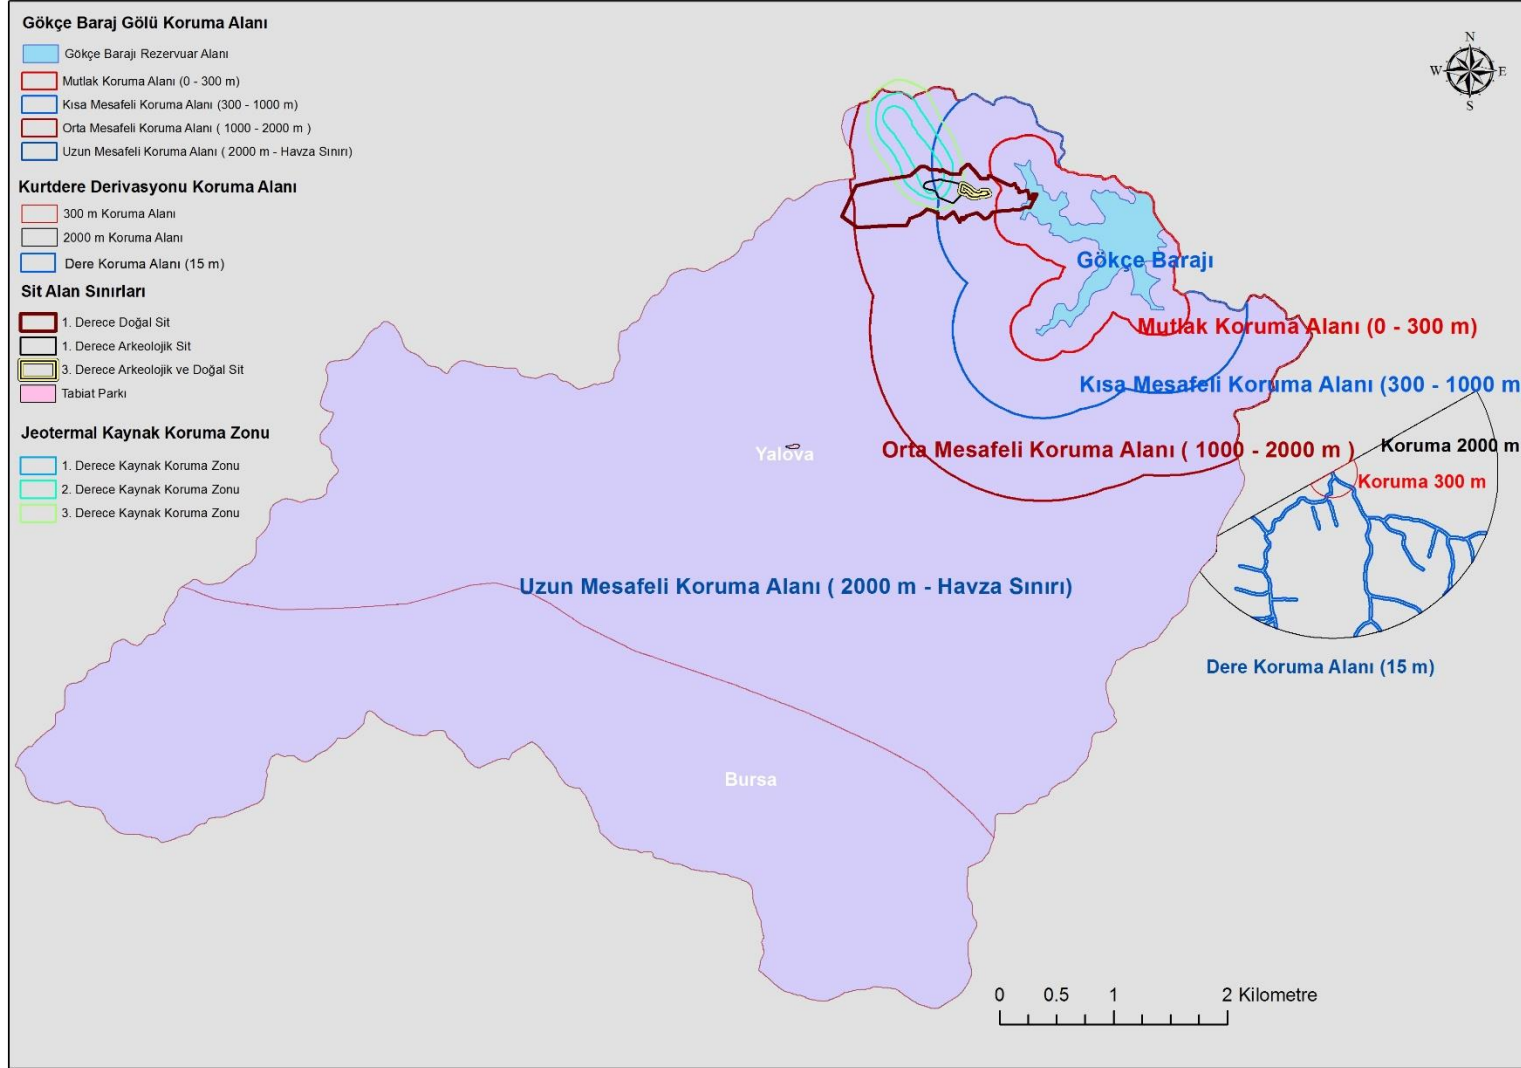 Gökçe Baraj Gölü Koruma Alanı
Gökçe Barajı Rezervuar Alanı
Mutlak Koruma Alanı (0 - 300 m)
Kısa Mesafeli Koruma Alanı (300 - 1000 m)
Orta Mesafeli Koruma Alanı ( 1000 - 2000 m )
Uzun Mesafeli Koruma Alanı ( 2000 m - Havza Sınırı)
Kurtdere Derivasyonu Koruma Alanı
300 m Koruma Alanı
2000 m Koruma Alanı
Dere Koruma Alanı (15 m)
Sit Alan Sınırları
1. Derece Doğal Sit
1. Derece Arkeolojik Sit
3. Derece Arkeolojik ve Doğal Sit
Tabiat Parkı
Jeotermal Kaynak Koruma Zonu
1. Derece Kaynak Koruma Zonu
2. Derece Kaynak Koruma Zonu
3. Derece Kaynak Koruma Zonu
N
W E
S
Gökçe Barajı
Mutlak Koruma Alanı (0 - 300 m)
Kısa Mesafeli Koruma Alanı (300 - 1000 m
Orta Mesafeli Koruma Alanı ( 1000 - 2000 m )
Koruma 2000 m
Koruma 300 m
Yalova
Uzun Mesafeli Koruma Alanı ( 2000 m - Havza Sınırı)
Dere Koruma Alanı (15 m)
Bursa
0 0.5 1 2 Kilometre